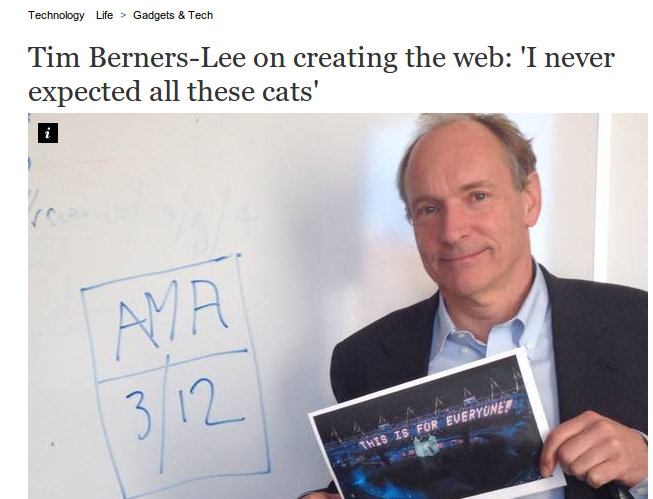 Technology Life > Gadgets & Tech
Tim Berners-Lee on creating the web: 'I never
expected all these cats'
i
AMA
3/12
THIS IS FOR EVERYONE!